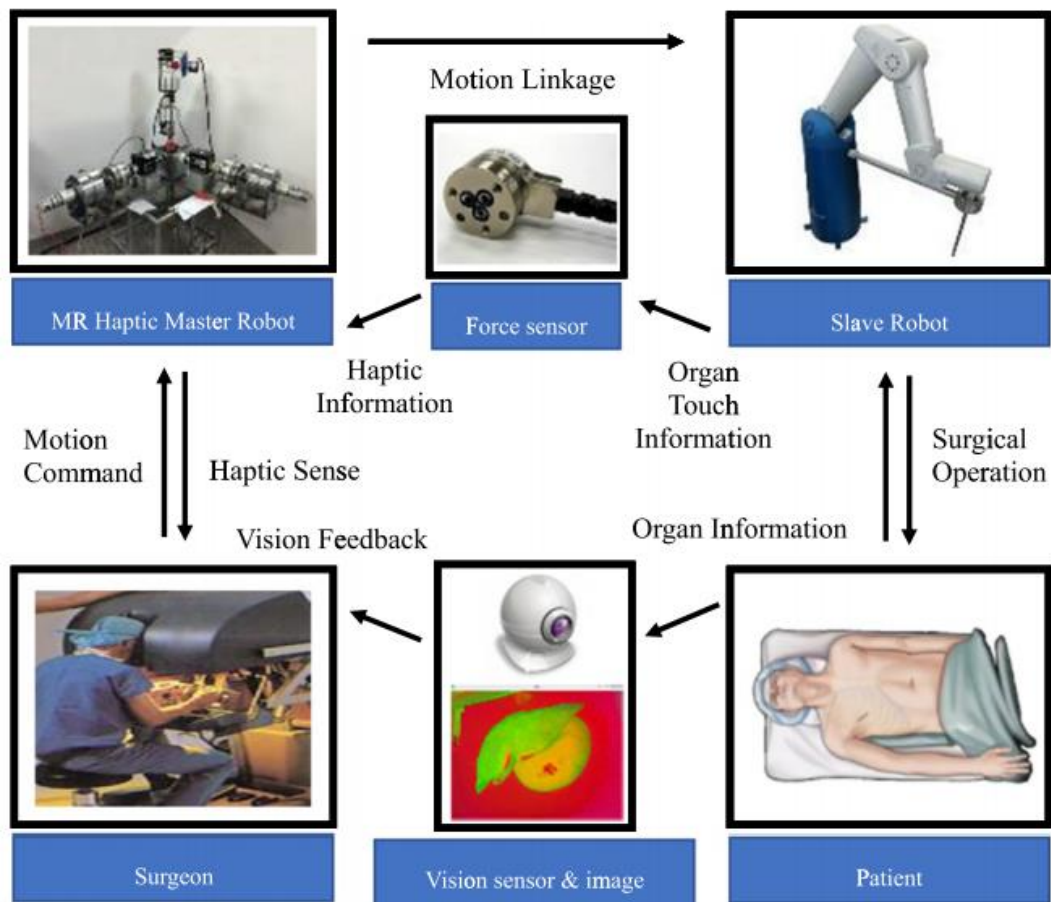 Motion Linkage
MR Haptic Master Robot
Force sensor
Slave Robot
Haptic
Information
Organ
Touch
Information
Motion
Command
Haptic Sense
Surgical
Operation
Vision Feedback
Organ Information
Surgeon
Vision sensor & image
Patient